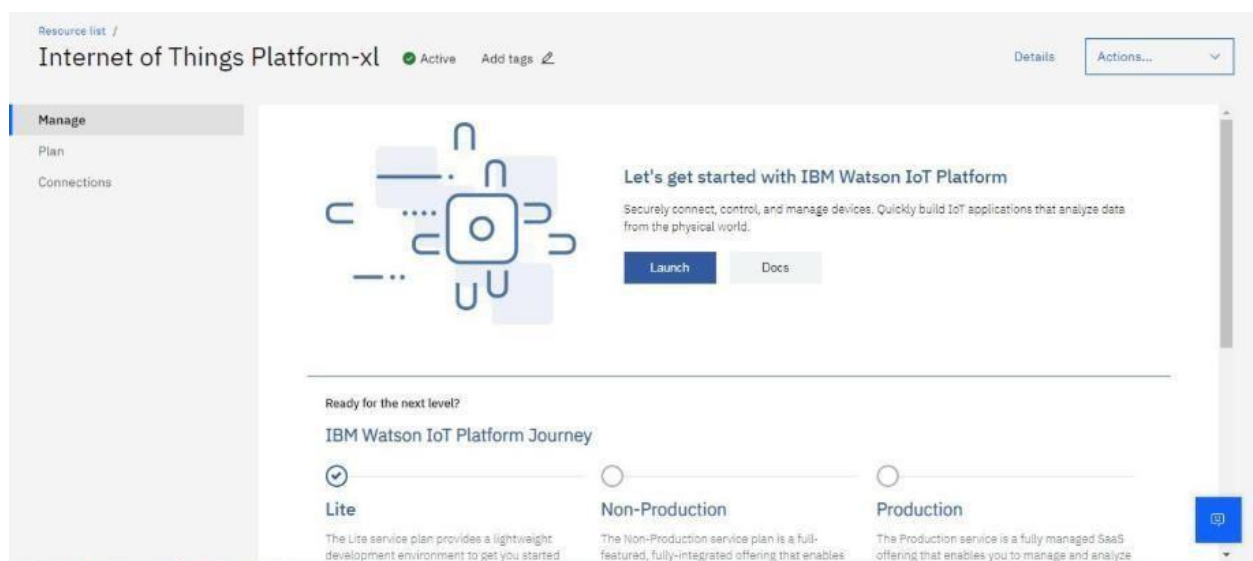 Resource list /
Internet of Things Platform-xl Active Add tags Details Actions...
Manage
Plan
Connections
Let's get started with IBM Watson IoT Platform
Securely connect, control, and manage devices. Quickly build IoT applications that analyze data
from the physical world.
Launch Docs
Ready for the next level?
IBM Watson IoT Platform Journey
Lite Non-Production Production
The Lite service plan provides a lightweight The Non-Production service plan is a full- The Production service is a fully managed SaaS
development environment to get you started featured, fully-integrated offering that enables offering that enables you to manage and analyze